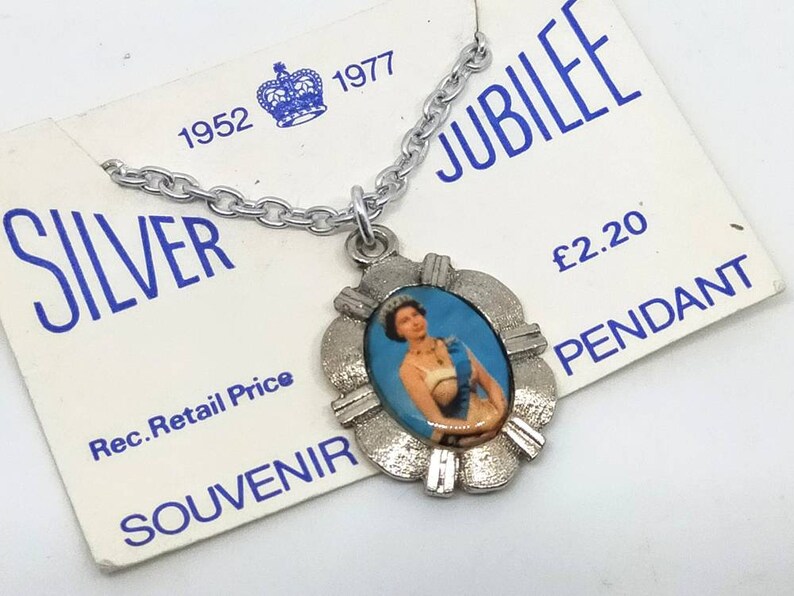 1952 1977
SILVER JUBILEE
Rec.Retail Price £2.20
SOUVENIR PENDANT